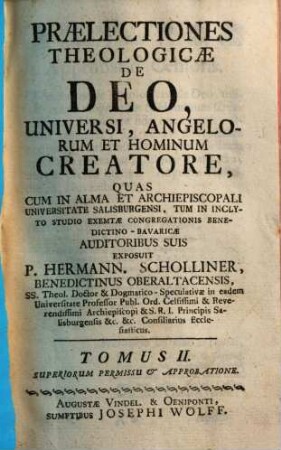 PRÆLECTIONES
THEOLOGICÆ
DE
DEO,
UNIVERSI, ANGELO-
RUM ET HOMINUM
CREATORE,
QUAS
CUM IN ALMA ET ARCHIEPISCOPALI
UNIVERSITATE SALISBURGENSI, TUM IN INCLY-
TO STUDIO EXEMTÆ CONGREGATIONIS BENE-
DICTINO-BAVARICÆ
AUDITORIBUS SUIS
EXPOSUIT
P. HERMANN. SCHOLLINER,
BENEDICTINUS OBERALTACENSIS,
SS. Theol. Doctor & Dogmatico-Speculativæ in eadem
Universitate Professor Publ. Ord. Celsissimi & Reve-
rendissimi Archiepiscopi & S. R. I. Principis Sa-
lisburgensis &c. &c. Consiliarius Eccle-
siasticus.
TOMUS II.
SUPERIORUM PERMISSU & APPROBATIONE.
AUGUSTÆ VINDEL. & OENIPONTI,
SUMPTIBUS JOSEPHI WOLFF.